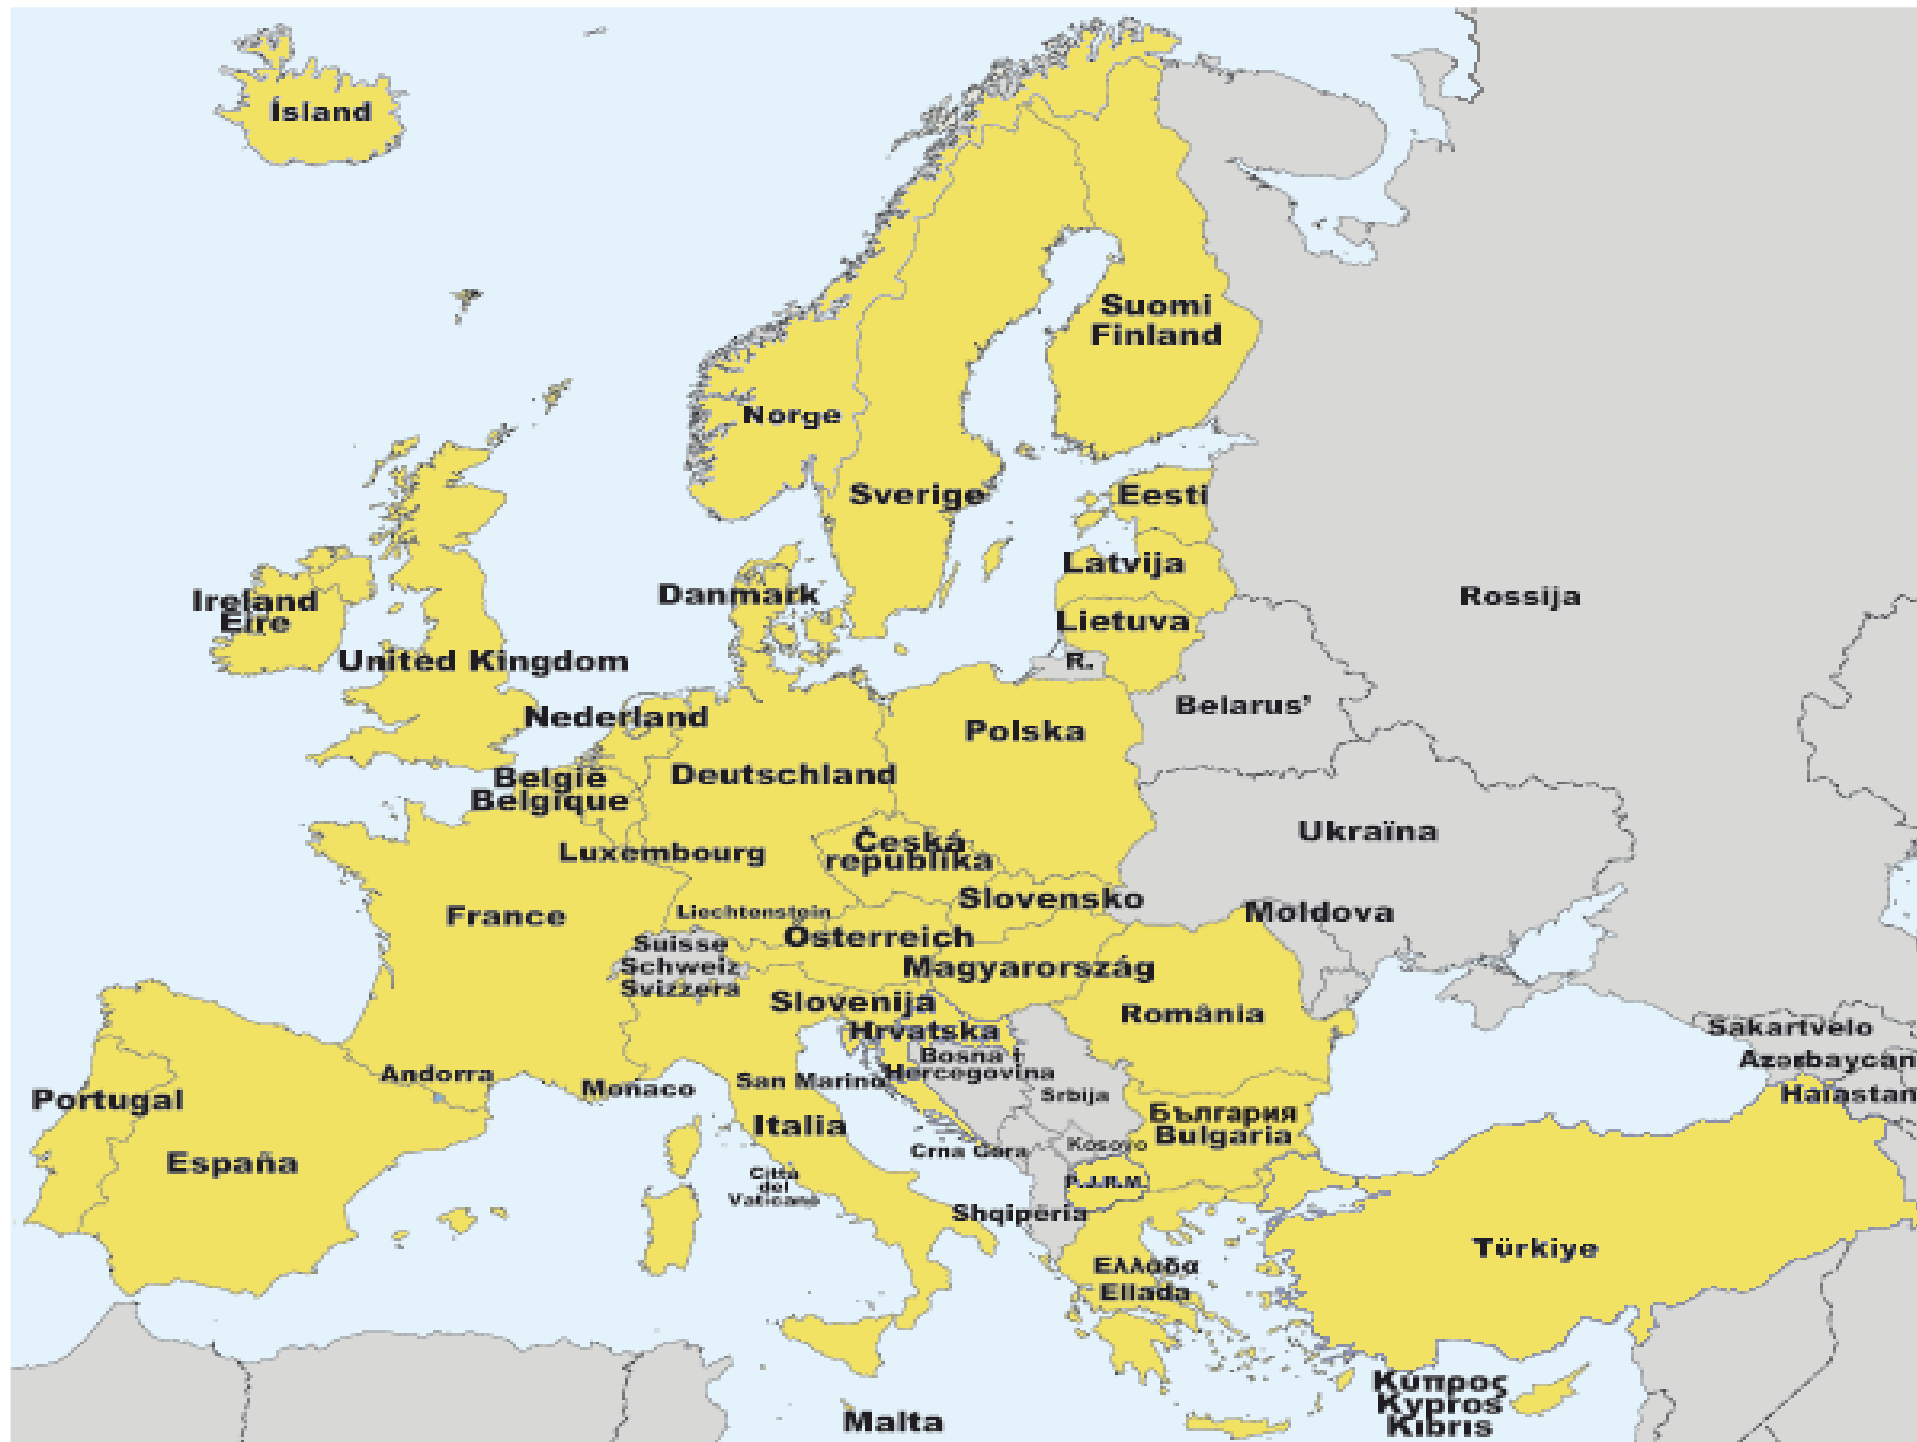 Ísland
Suomi
Finland
Norge
Sverige
Eesti
Latvija
Danmark
Ireland
Éire
Rossija
Lietuva
United Kingdom
R.
Belarus'
Nederland
Polska
België
Belgique
Deutschland
Ukraïna
Česká
republika
Luxembourg
Slovensko
France
Liechtenstein
Moldova
Österreich
Suisse
Schweiz
Svizzera
Magyarország
Slovenija
România
Hrvatska
Sakartvelo
Bosna i
Hercegovina
Azərbaycan
Andorra
Monaco
San Marino
Srbija
Haıastan
Portugal
България
Bulgaria
Italia
Kosovo
Crna Gora
España
Città
del
Vaticano
P.J.R.M.
Shqipëria
Türkiye
Ελλάδα
Ellada
Κύπρος
Kypros
Kıbrıs
Malta